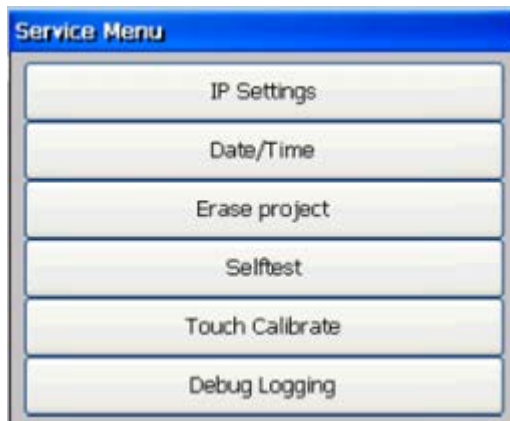 Service Menu
IP Settings
Date/Time
Erase project
Selftest
Touch Calibrate
Debug Logging